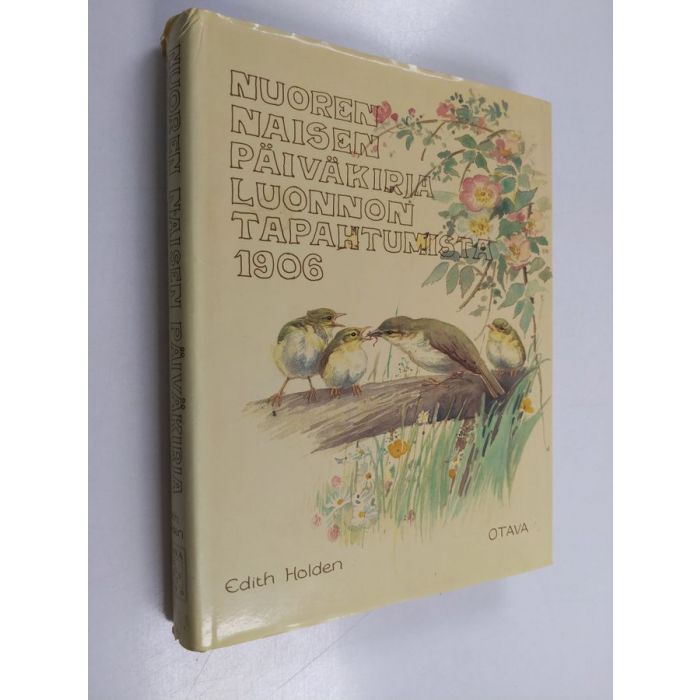 NUOREN
NAISEN
PÄIVÄKIRJA
LUONNON
TAPAHTUMISTA
1906
OTAVA
Edith Holden
NUOREN NAISEN PÄIVÄKIRJA